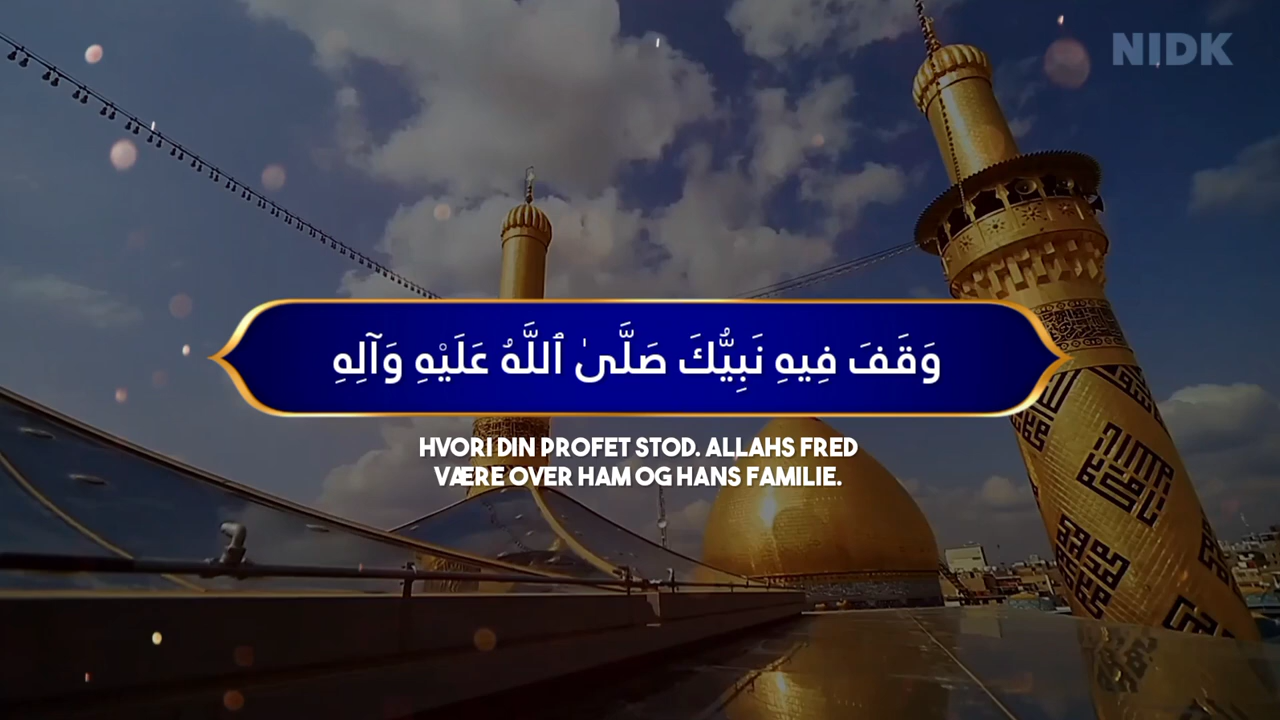 NIDK
وَقَفَ فِيهِ نَبِيُّكَ صَلَّىٰ ٱللَّهُ عَلَيْهِ وَآلِهِ
HVORI DIN PROFET STOD. ALLAHS FRED
VÆRE OVER HAM OG HANS FAMILIE.